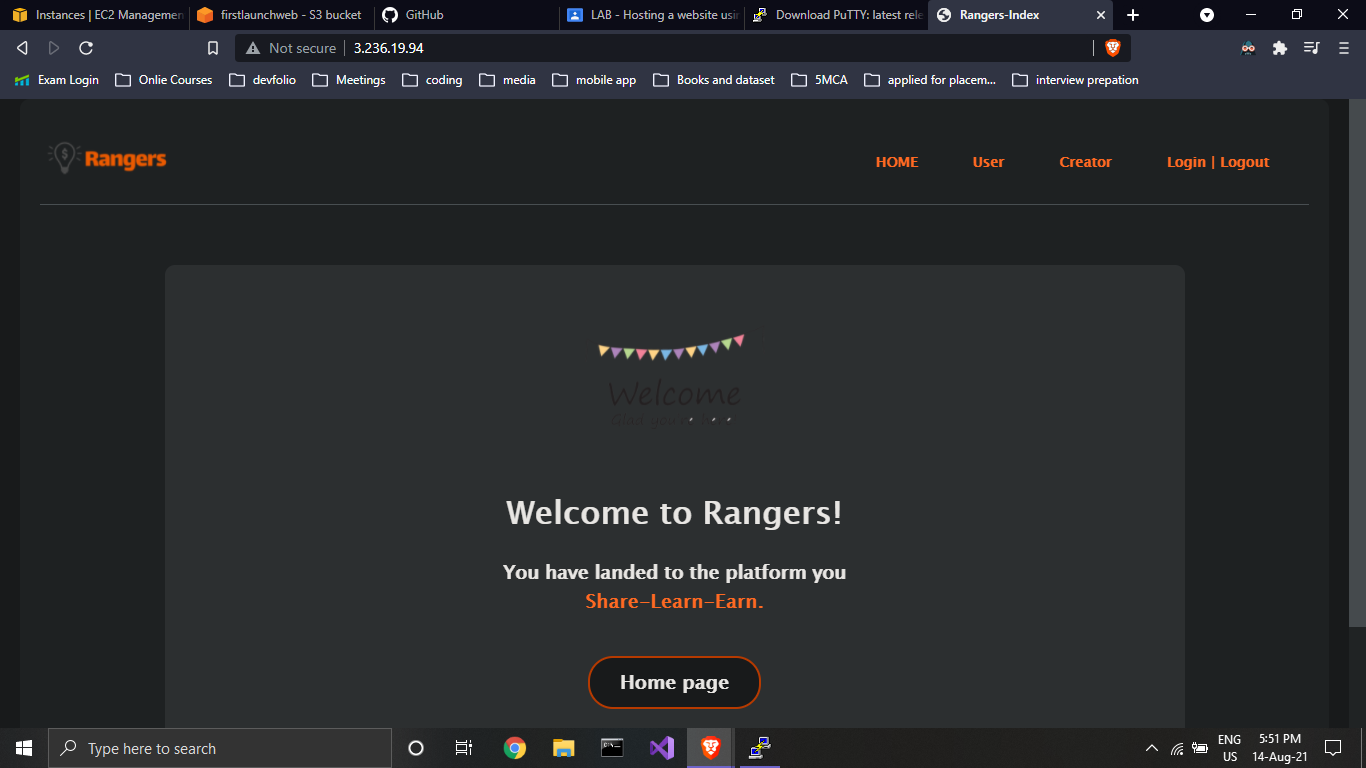 Instances | EC2 Managemen
firstlaunchweb - S3 bucket
GitHub
LAB - Hosting a website usin
Download PuTTY: latest rele
Rangers-Index
Not secure
3.236.19.94
Exam Login
Onlie Courses
devfolio
Meetings
coding
media
mobile app
Books and dataset
5MCA
applied for placem...
interview prepation
$
Rangers
HOME
User
Creator
Login | Logout
Welcome
Glad you
Welcome to Rangers!
You have landed to the platform you
Share-Learn-Earn.
Home page
Type here to search
C:\
ENG
US
5:51 PM
14-Aug-21